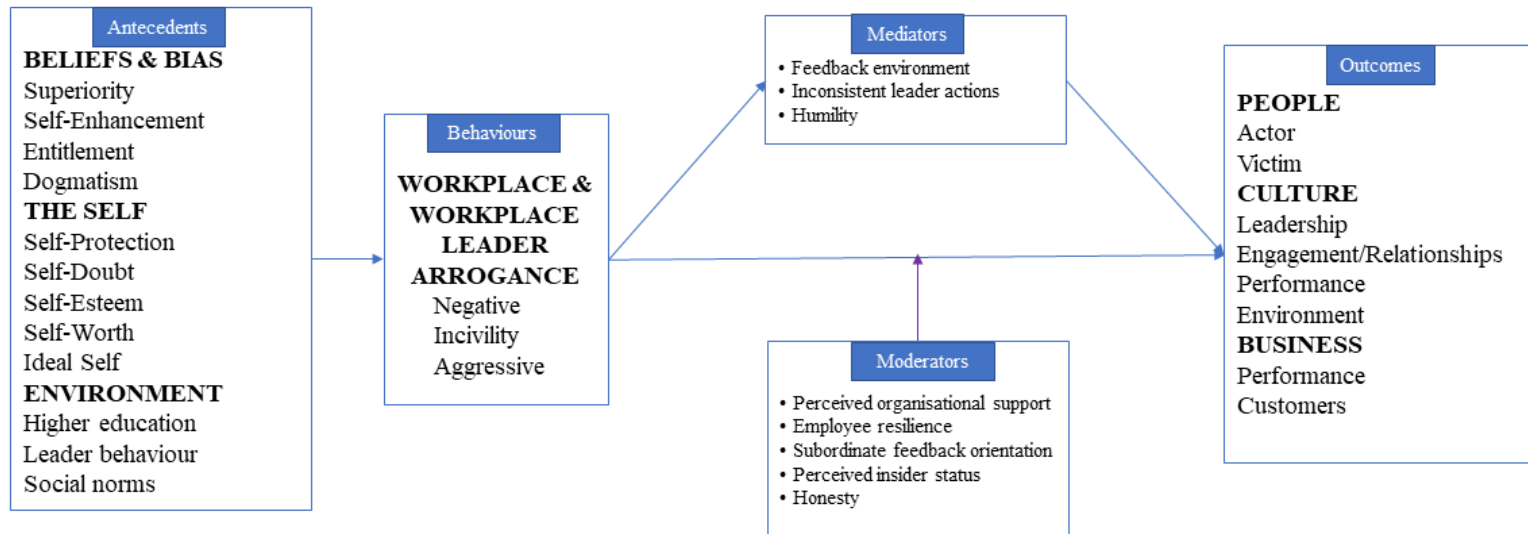 Antecedents
BELIEFS & BIAS
Superiority
Self-Enhancement
Entitlement
Dogmatism
THE SELF
Self-Protection
Self-Doubt
Self-Esteem
Self-Worth
Ideal Self
ENVIRONMENT
Higher education
Leader behaviour
Social norms
Behaviours
WORKPLACE &
WORKPLACE
LEADER
ARROGANCE
Negative
Incivility
Aggressive
Mediators
• Feedback environment
• Inconsistent leader actions
• Humility
Moderators
• Perceived organisational support
• Employee resilience
• Subordinate feedback orientation
• Perceived insider status
• Honesty
Outcomes
PEOPLE
Actor
Victim
CULTURE
Leadership
Engagement/Relationships
Performance
Environment
BUSINESS
Performance
Customers